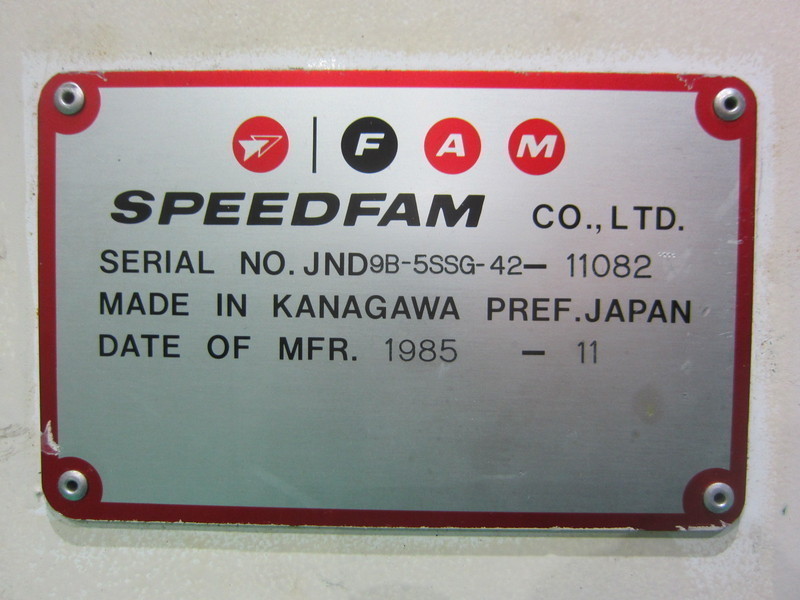 FAM
SPEEDFAM CO.,LTD.
SERIAL NO. JND9B-5SSG-42- 11082
MADE IN KANAGAWA PREF.JAPAN
DATE OF MFR. 1985 - 11